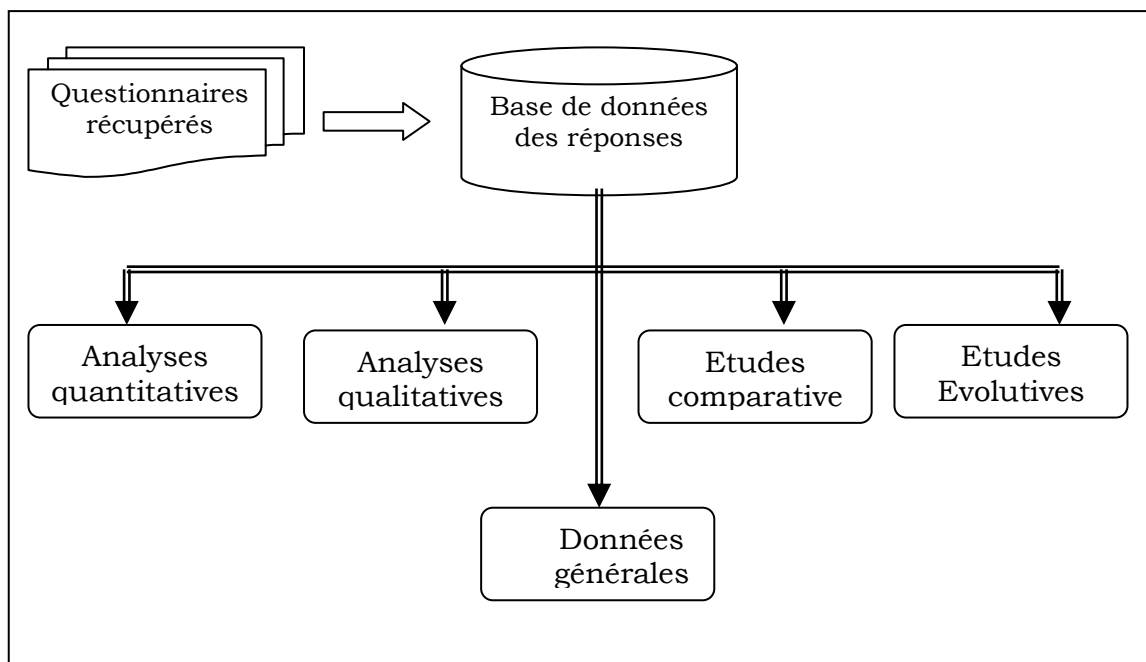 Questionnaires
récupérés
Base de données
des réponses
Analyses
quantitatives
Analyses
qualitatives
Etudes
comparative
Etudes
Evolutives
Données
générales